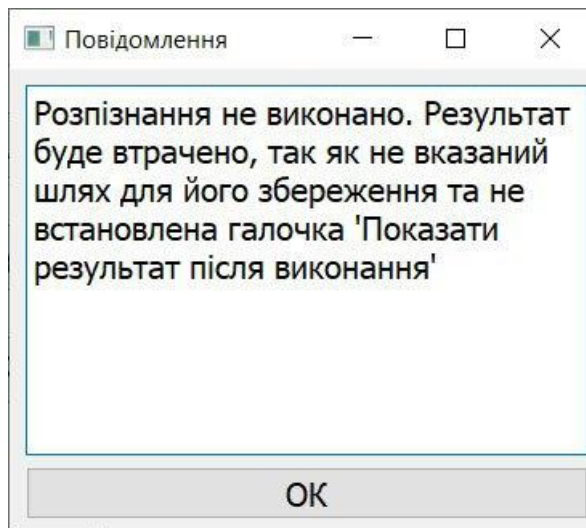 Повідомлення
Розпізнання не виконано. Результат
буде втрачено, так як не вказаний
шлях для його збереження та не
встановлена галочка 'Показати
результат після виконання'
ОК